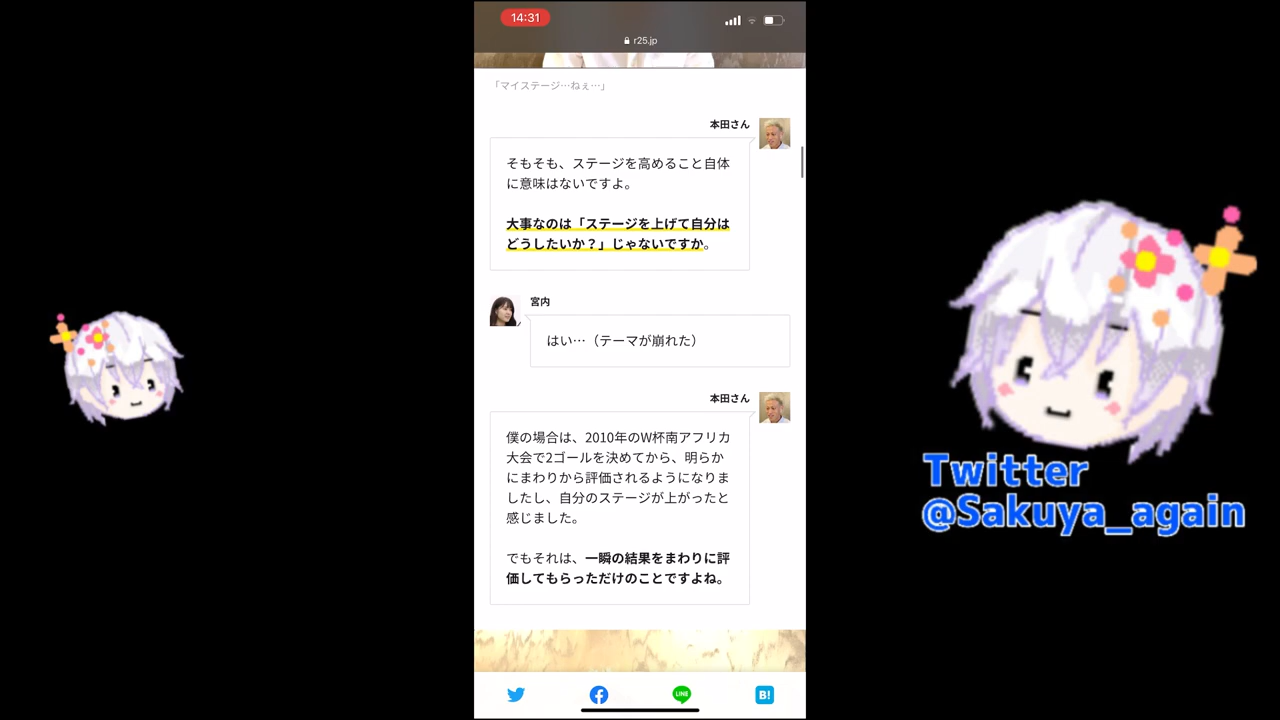 14:31
r25.jp
「マイステージ…ねぇ…」
本田さん
そもそも、ステージを高めること自体
に意味はないですよ。
大事なのは「ステージを上げて自分は
どうしたいか？」じゃないですか。
宮内
はい…（テーマが崩れた）
本田さん
僕の場合は、2010年のW杯南アフリカ
大会で2ゴールを決めてから、明らか
にまわりから評価されるようになりま
したし、自分のステージが上がったと
感じました。
でもそれは、一瞬の結果をまわりに評
価してもらっただけのことですよね。
LINE
B!
Twitter
@Sakuya_again